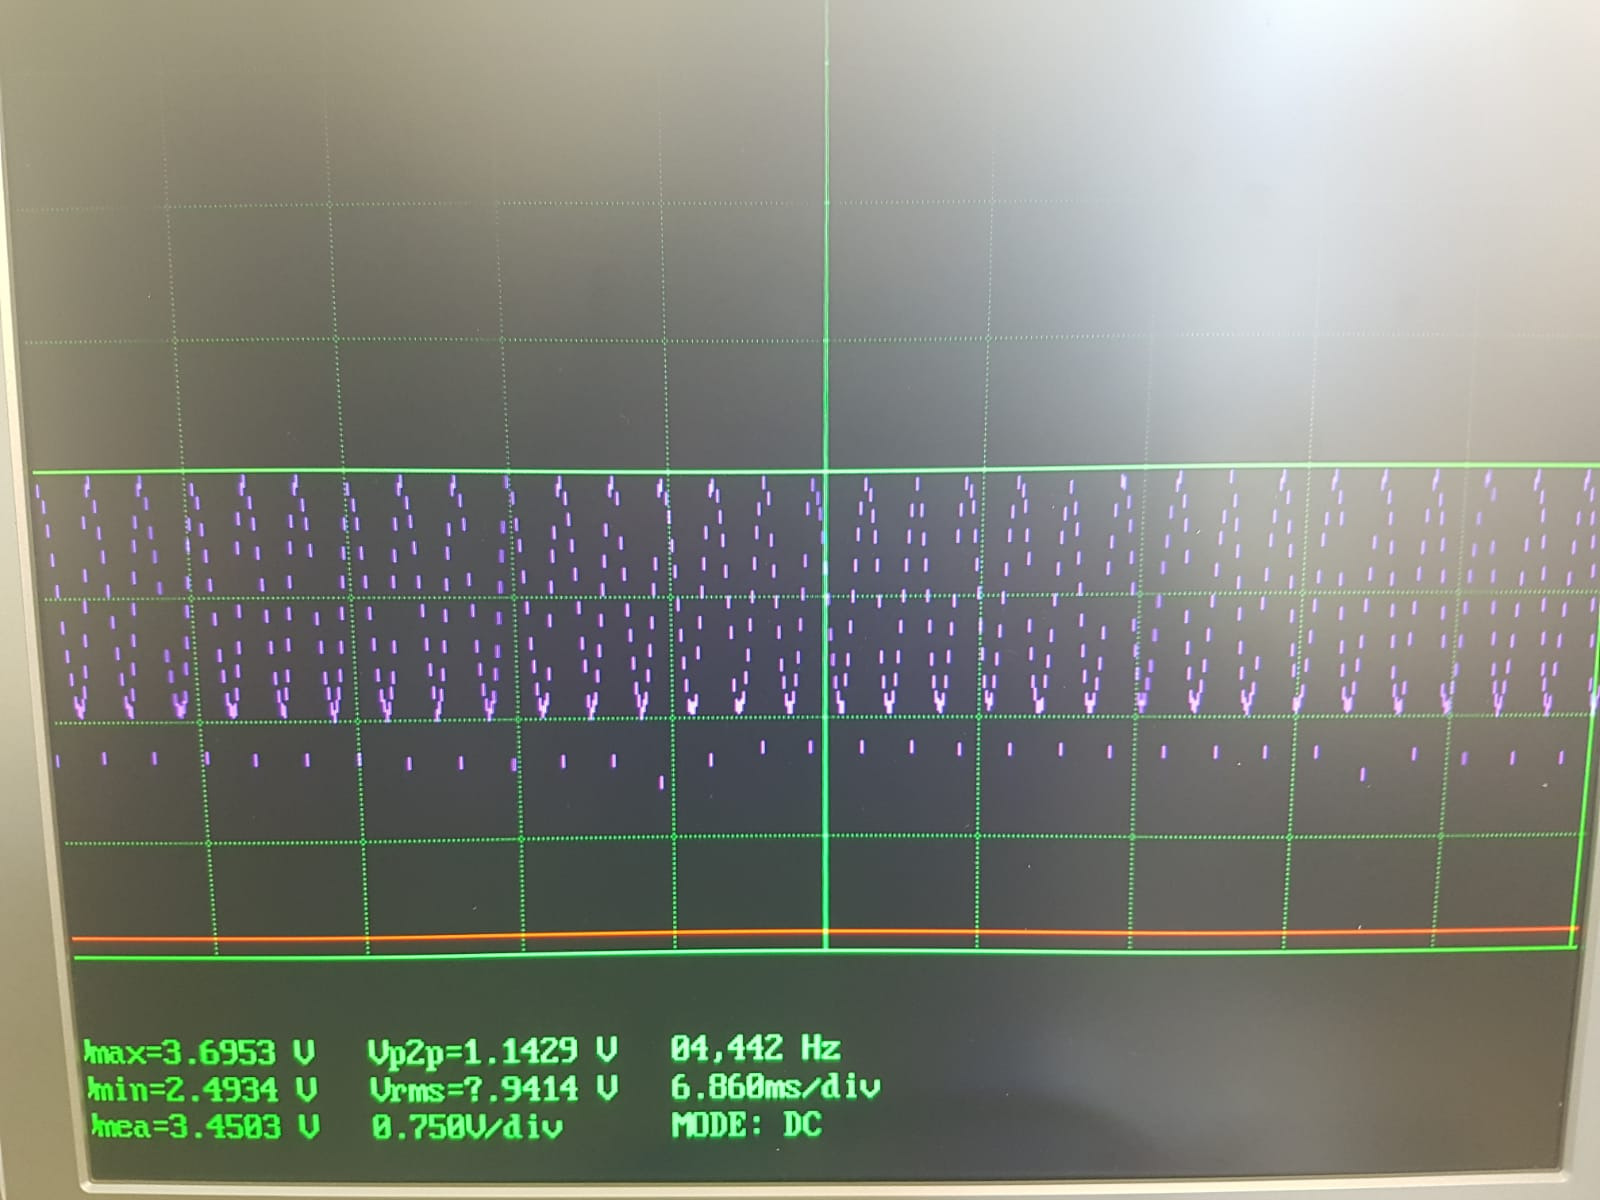 Vmax=3.6953 V Vp2p=1.1429 V 04,442 Hz
Vmin=2.4934 V Vrms=?.9414 V 6.860ms/div
Vmea=3.4503 V 0.750V/div MODE: DC